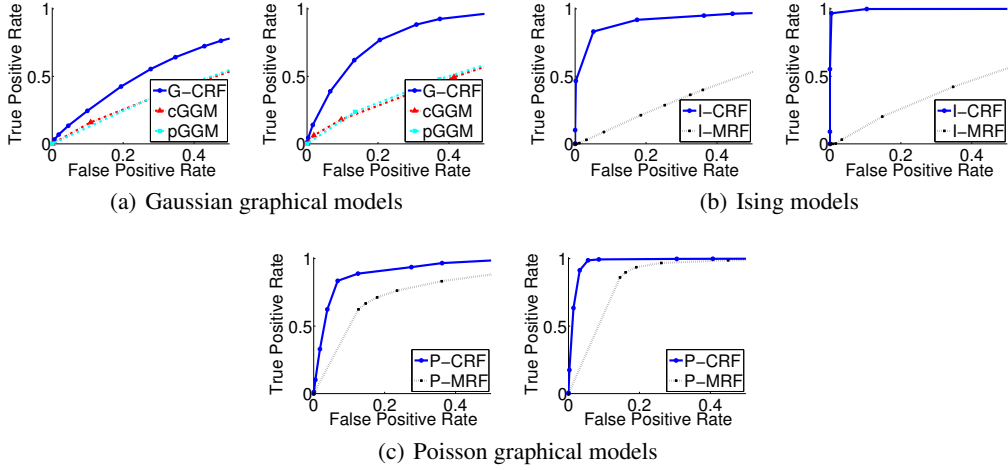 True Positive Rate
1
0.5
0
0
0.2
0.4
False Positive Rate
G−CRF
cGGM
pGGM
True Positive Rate
1
0.5
0
0
0.2
0.4
False Positive Rate
G−CRF
cGGM
pGGM
(a) Gaussian graphical models
True Positive Rate
1
0.5
0
0
0.2
0.4
False Positive Rate
I−CRF
I−MRF
True Positive Rate
1
0.5
0
0
0.2
0.4
False Positive Rate
I−CRF
I−MRF
(b) Ising models
True Positive Rate
1
0.5
0
0
0.2
0.4
False Positive Rate
P−CRF
P−MRF
True Positive Rate
1
0.5
0
0
0.2
0.4
False Positive Rate
P−CRF
P−MRF
(c) Poisson graphical models